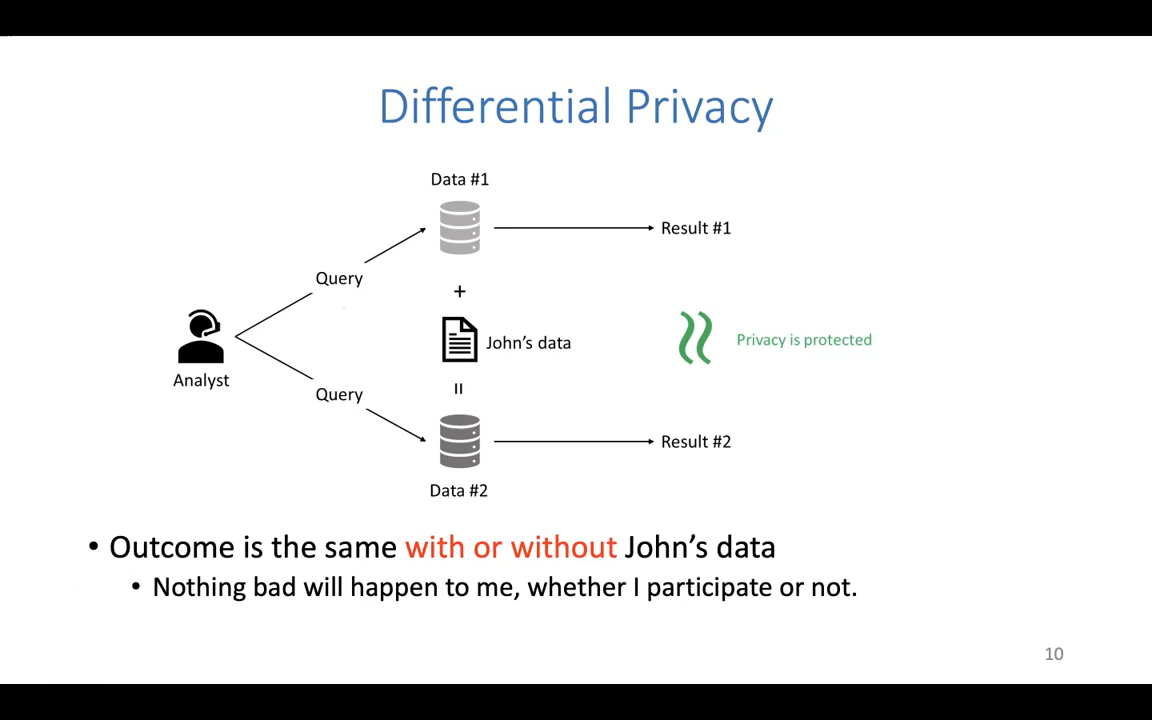 Differential Privacy
Data #1
Result #1
Query
+
John's data
Privacy is protected
Analyst
Query
=
Result #2
Data #2
• Outcome is the same with or without John's data
• Nothing bad will happen to me, whether I participate or not.
10